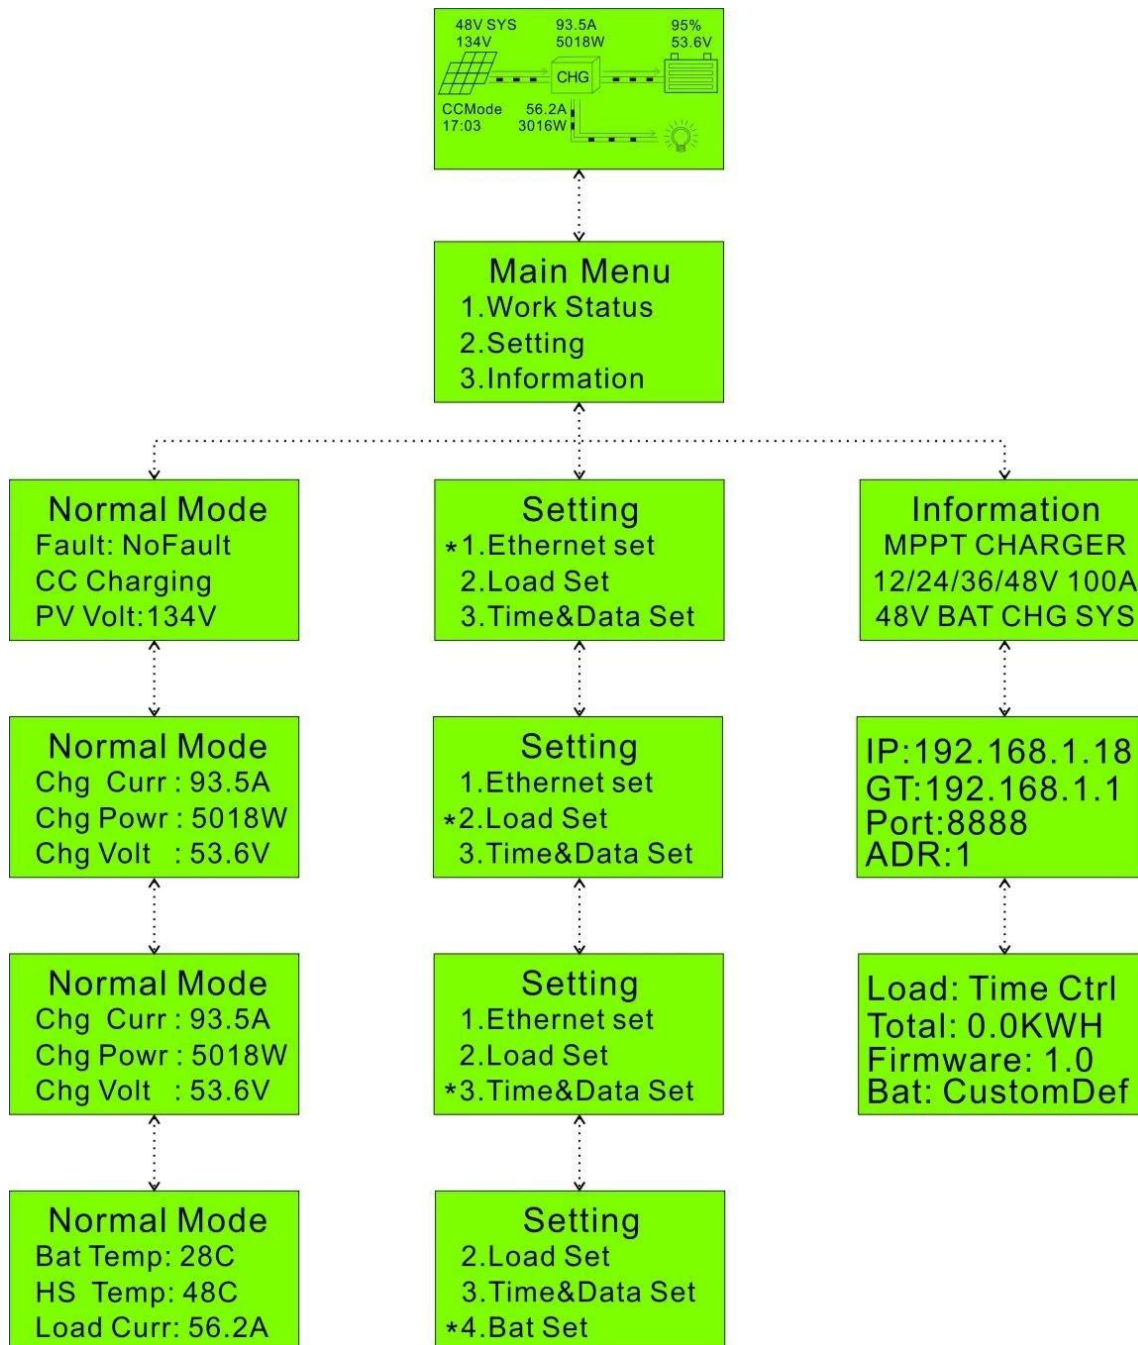 48V SYS 93.5A 95%
134V 5018W 53.6V
CHG
CCMode 56.2A
17:03 3016W
Main Menu
1.Work Status
2.Setting
3.Information
Normal Mode
Fault: NoFault
CC Charging
PV Volt:134V
Setting
*1.Ethernet set
2.Load Set
3.Time&Data Set
Information
MPPT CHARGER
12/24/36/48V 100A
48V BAT CHG SYS
Normal Mode
Chg Curr : 93.5A
Chg Powr : 5018W
Chg Volt : 53.6V
Setting
1.Ethernet set
*2.Load Set
3.Time&Data Set
IP:192.168.1.18
GT:192.168.1.1
Port:8888
ADR:1
Normal Mode
Chg Curr : 93.5A
Chg Powr : 5018W
Chg Volt : 53.6V
Setting
1.Ethernet set
2.Load Set
*3.Time&Data Set
Load: Time Ctrl
Total: 0.0KWH
Firmware: 1.0
Bat: CustomDef
Normal Mode
Bat Temp: 28C
HS Temp: 48C
Load Curr: 56.2A
Setting
2.Load Set
3.Time&Data Set
*4.Bat Set